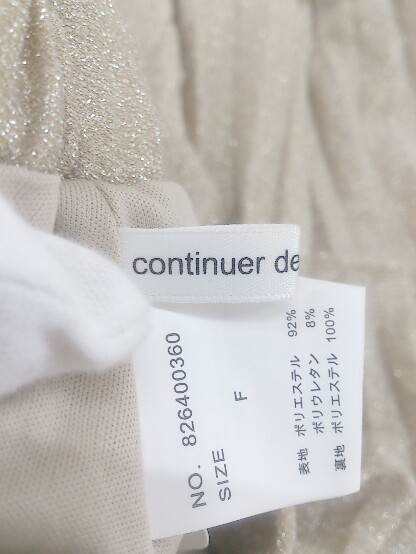 continuer de
NO. 826400360
SIZE F
表地 ポリエステル 92%
ポリウレタン 8%
裏地 ポリエステル 100%